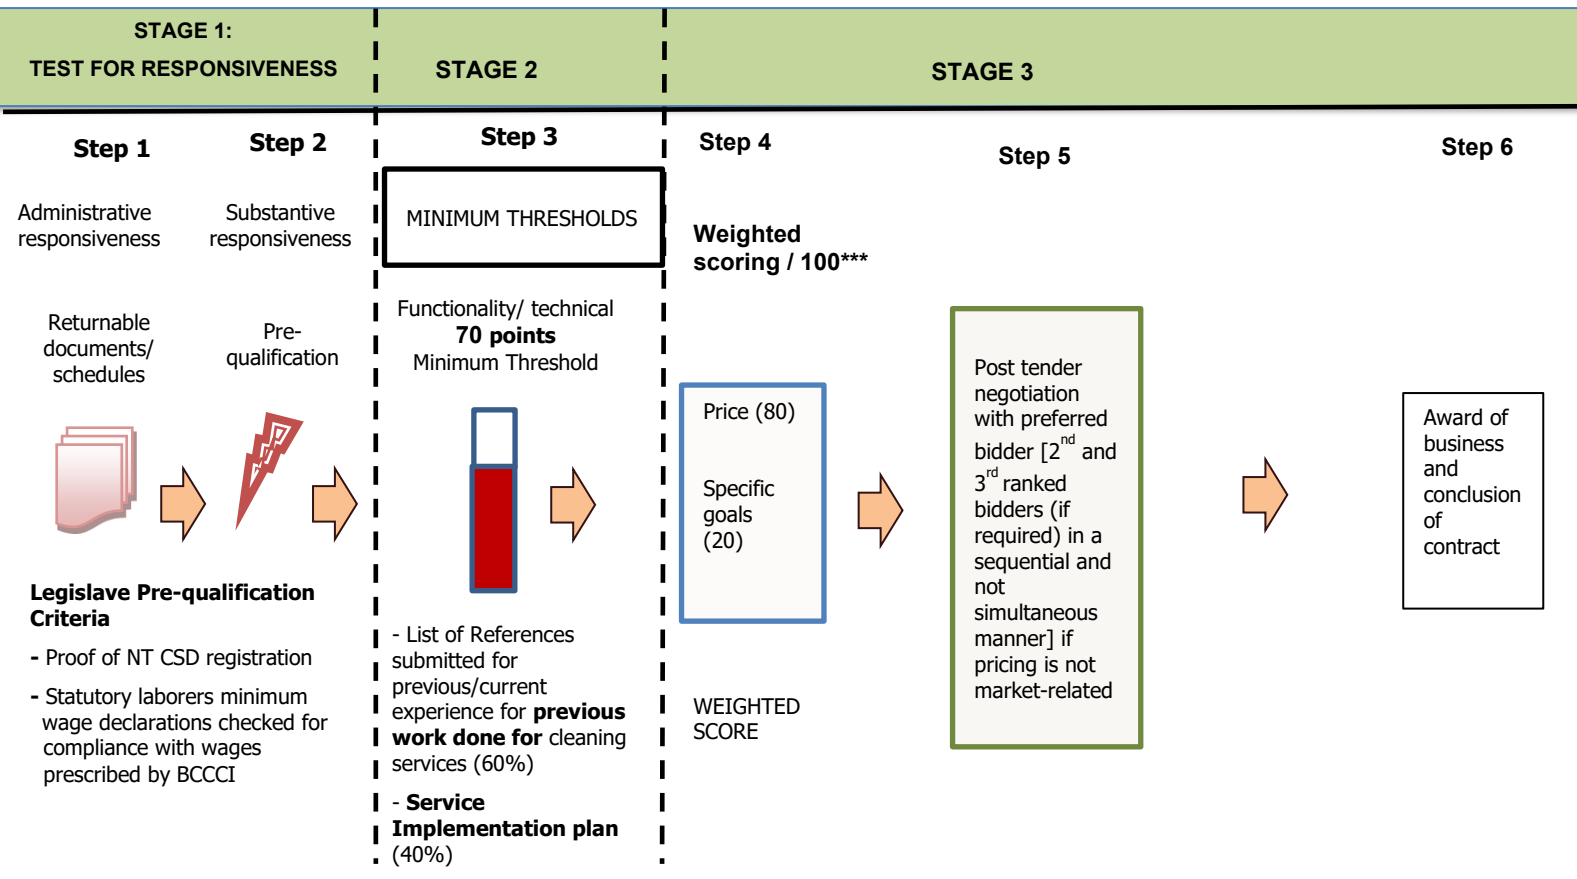 STAGE 1:
TEST FOR RESPONSIVENESS
STAGE 2
STAGE 3
Step 1
Step 2
Step 3
Step 4
Step 5
Step 6
Administrative
responsiveness
Substantive
responsiveness
MINIMUM THRESHOLDS
Weighted
scoring / 100***
Returnable
documents/
schedules
Pre-
qualification
Functionality/ technical
70 points
Minimum Threshold
Price (80)
Specific
goals
(20)
Post tender
negotiation
with preferred
bidder [2nd and
3rd ranked
bidders (if
required) in a
sequential and
not
simultaneous
manner] if
pricing is not
market-related
Award of
business
and
conclusion
of
contract
Legislave Pre-qualification
Criteria
- Proof of NT CSD registration
- Statutory laborers minimum
wage declarations checked for
compliance with wages
prescribed by BCCCI
- List of References
submitted for
previous/current
experience for previous
work done for cleaning
services (60%)
- Service
Implementation plan
(40%)
WEIGHTED
SCORE